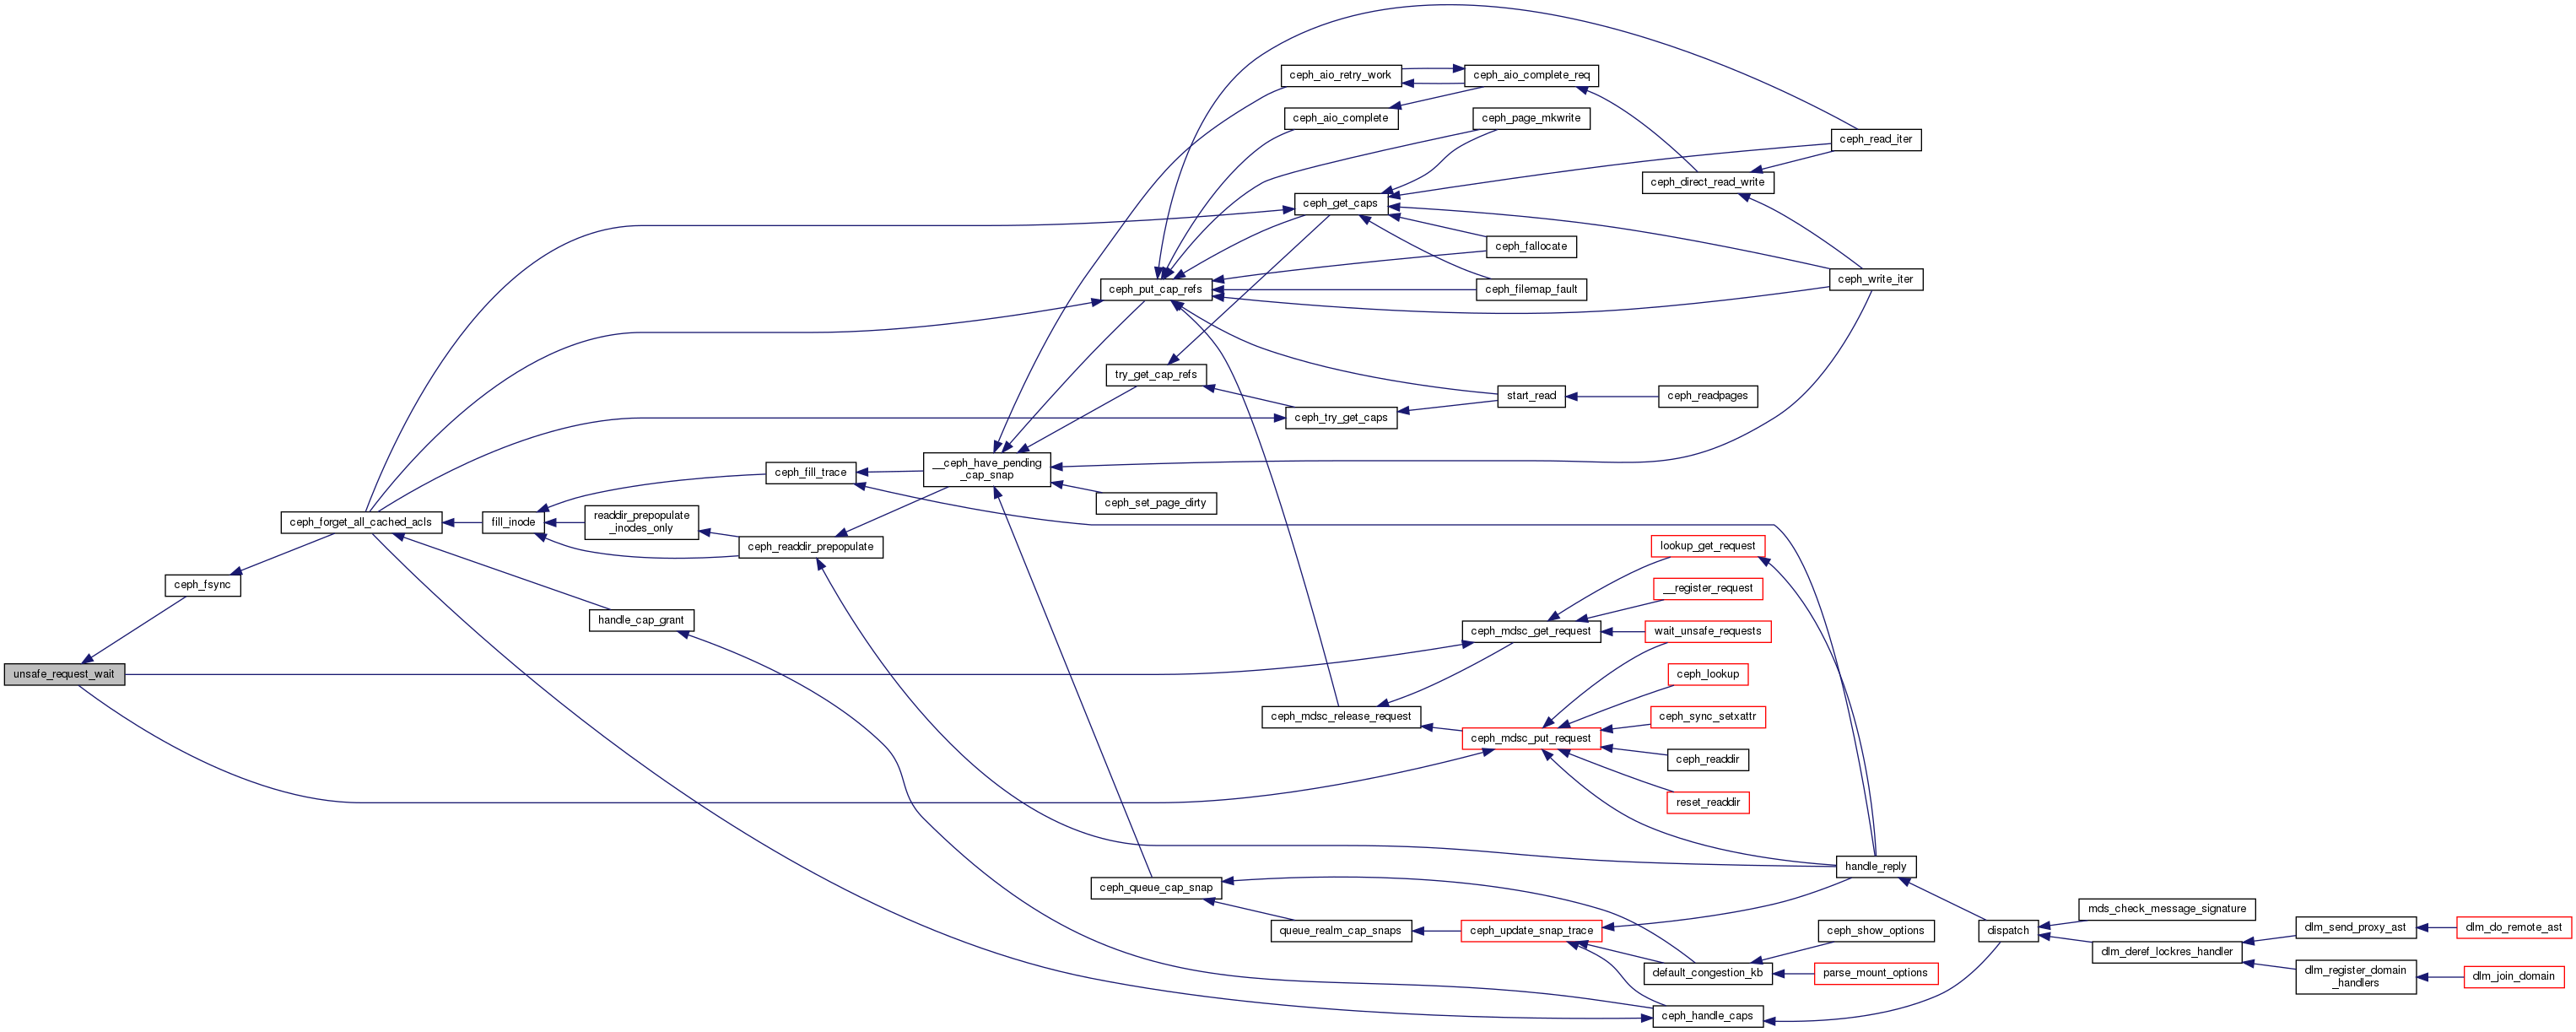 ceph_aio_retry_work
ceph_aio_complete_req
ceph_aio_complete
ceph_page_mkwrite
ceph_read_iter
ceph_direct_read_write
ceph_get_caps
ceph_fallocate
ceph_write_iter
ceph_put_cap_refs
ceph_filemap_fault
try_get_cap_refs
start_read
ceph_readpages
ceph_try_get_caps
__ceph_have_pending
_cap_snap
ceph_fill_trace
ceph_set_page_dirty
ceph_forget_all_cached_acls
fill_inode
readdir_prepopulate
_inodes_only
ceph_readdir_prepopulate
lookup_get_request
ceph_fsync
__register_request
handle_cap_grant
ceph_mdsc_get_request
wait_unsafe_requests
unsafe_request_wait
ceph_lookup
ceph_mdsc_release_request
ceph_sync_setxattr
ceph_mdsc_put_request
ceph_readdir
reset_readdir
handle_reply
ceph_queue_cap_snap
mds_check_message_signature
queue_realm_cap_snaps
ceph_update_snap_trace
ceph_show_options
dispatch
dlm_send_proxy_ast
dlm_do_remote_ast
dlm_deref_lockres_handler
default_congestion_kb
parse_mount_options
dlm_register_domain
_handlers
dlm_join_domain
ceph_handle_caps